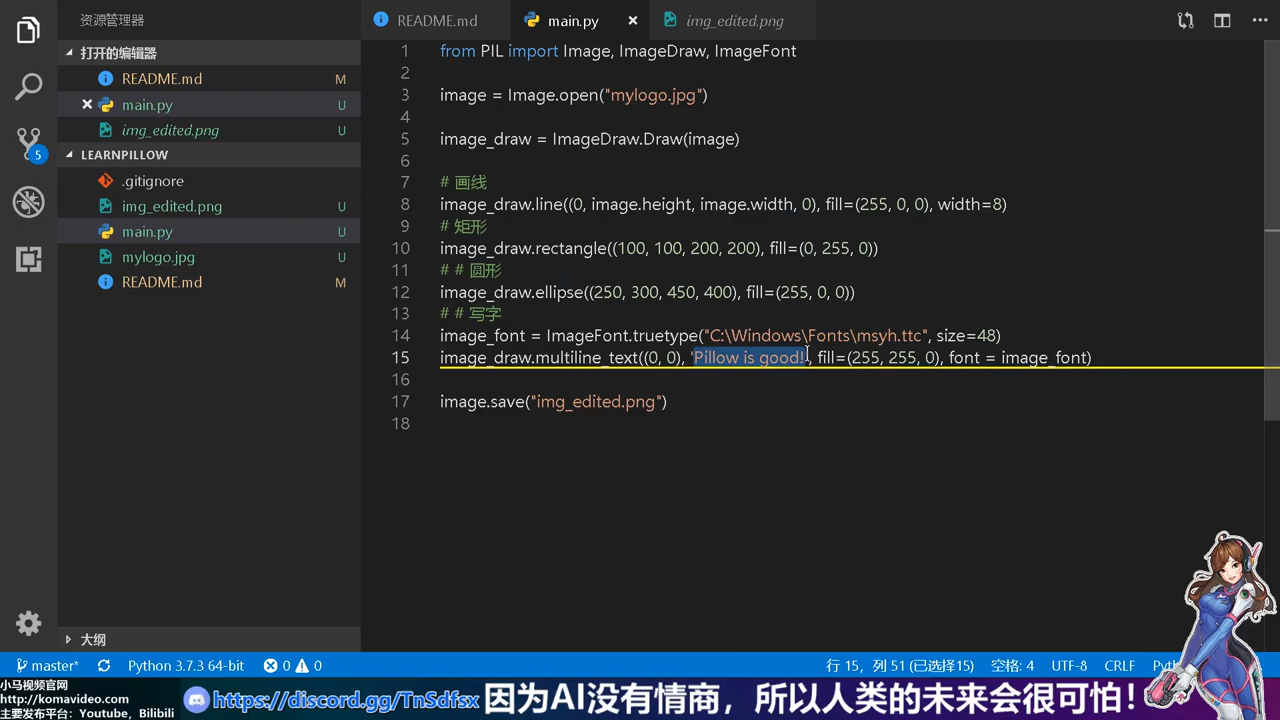 资源管理器
打开的编辑器
README.md M
main.py U
img_edited.png U
LEARNPILLOW
.gitignore
img_edited.png U
main.py U
mylogo.jpg U
README.md M
5
大纲
README.md
main.py
img_edited.png
1 from PIL import Image, ImageDraw, ImageFont
2
3 image = Image.open("mylogo.jpg")
4
5 image_draw = ImageDraw.Draw(image)
6
7 # 画线
8 image_draw.line((0, image.height, image.width, 0), fill=(255, 0, 0), width=8)
9 # 矩形
10 image_draw.rectangle((100, 100, 200, 200), fill=(0, 255, 0))
11 # # 圆形
12 image_draw.ellipse((250, 300, 450, 400), fill=(255, 0, 0))
13 # # 写字
14 image_font = ImageFont.truetype("C:\Windows\Fonts\msyh.ttc", size=48)
15 image_draw.multiline_text((0, 0), 'Pillow is good!', fill=(255, 255, 0), font = image_font)
16
17 image.save("img_edited.png")
18
master* Python 3.7.3 64-bit 0 0 行 15，列 51 (已选择15) 空格: 4 UTF-8 CRLF
小马视频官网
http://komavideo.com
主要发布平台：Youtube，Bilibili
https://discord.gg/TnSdfsx 因为AI没有情商，所以人类的未来会很可怕！